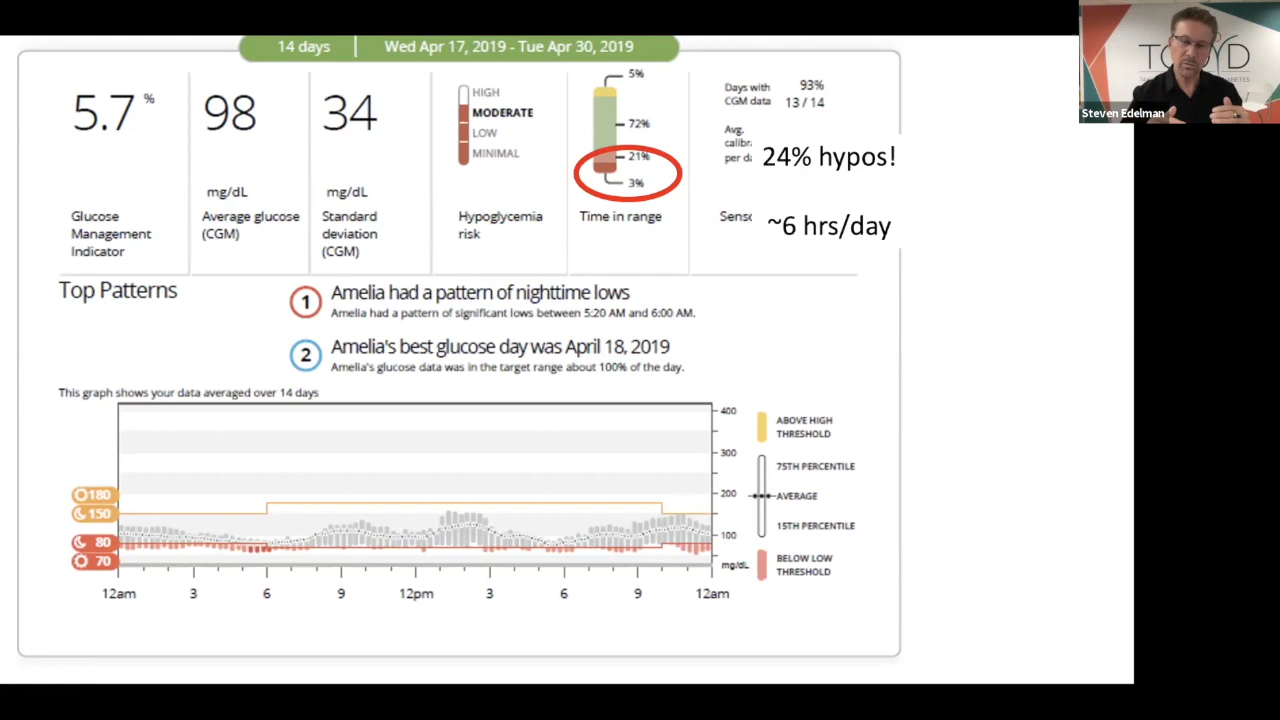 14 days | Wed Apr 17, 2019 - Tue Apr 30, 2019
5.7 %
Glucose
Management
Indicator
98
mg/dL
Average glucose
(CGM)
34
mg/dL
Standard
deviation
(CGM)
HIGH
MODERATE
LOW
MINIMAL
Hypoglycemia
risk
5%
72%
21%
3%
Time in range
Days with
CGM data
93%
13 / 14
Avg.
calibr
per da
Senso
24% hypos!
~6 hrs/day
Steven Edelman
Top Patterns
1 Amelia had a pattern of nighttime lows
Amelia had a pattern of significant lows between 5:20 AM and 6:00 AM.
2 Amelia's best glucose day was April 18, 2019
Amelia's glucose data was in the target range about 100% of the day.
This graph shows your data averaged over 14 days
180
150
80
70
400
300
200
100
mg/dL
12am 3 6 9 12pm 3 6 9 12am
ABOVE HIGH
THRESHOLD
75TH PERCENTILE
AVERAGE
15TH PERCENTILE
BELOW LOW
THRESHOLD